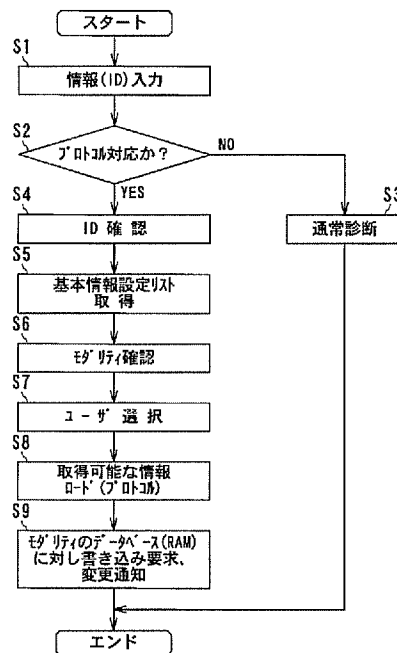 スタート
S1
情報(ID)入力
S2
プロトコル対応か？
NO
YES
S3
通常診断
S4
ID 確 認
S5
基本情報設定リスト
取 得
S6
モダリティ確認
S7
ユーザ 選 択
S8
取得可能な情報
ロード(プロトコル)
S9
モダリティのデータベース(RAM)
に対し書き込み要求、
変更通知
エンド